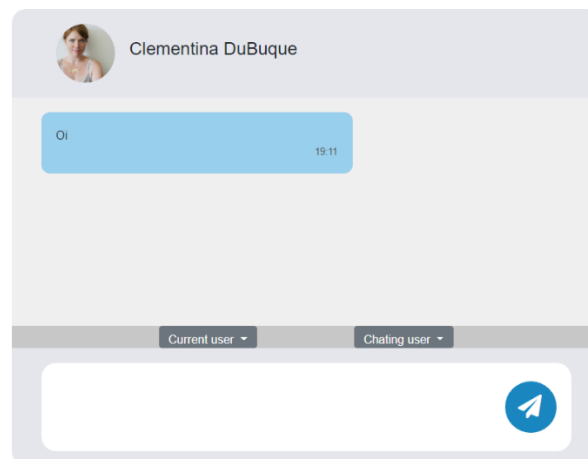 Clementina DuBuque
Oi
19:11
Current user
Chating user